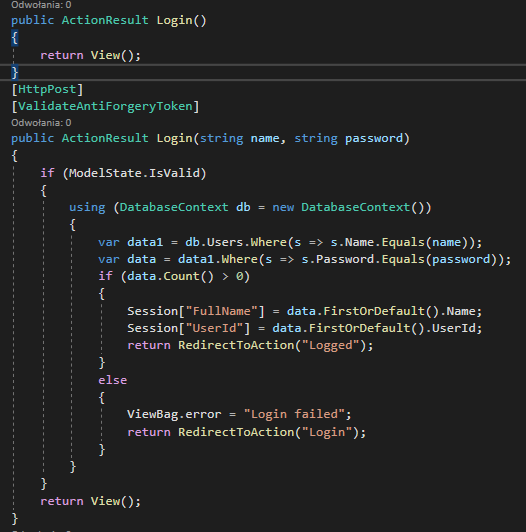 Odwołania: 0
public ActionResult Login()
{
    return View();
}
[HttpPost]
[ValidateAntiForgeryToken]
Odwołania: 0
public ActionResult Login(string name, string password)
{
    if (ModelState.IsValid)
    {
        using (DatabaseContext db = new DatabaseContext())
        {
            var data1 = db.Users.Where(s => s.Name.Equals(name));
            var data = data1.Where(s => s.Password.Equals(password));
            if (data.Count() > 0)
            {
                Session["FullName"] = data.FirstOrDefault().Name;
                Session["UserId"] = data.FirstOrDefault().UserId;
                return RedirectToAction("Logged");
            }
            else
            {
                ViewBag.error = "Login failed";
                return RedirectToAction("Login");
            }
        }
    }
    return View();
}